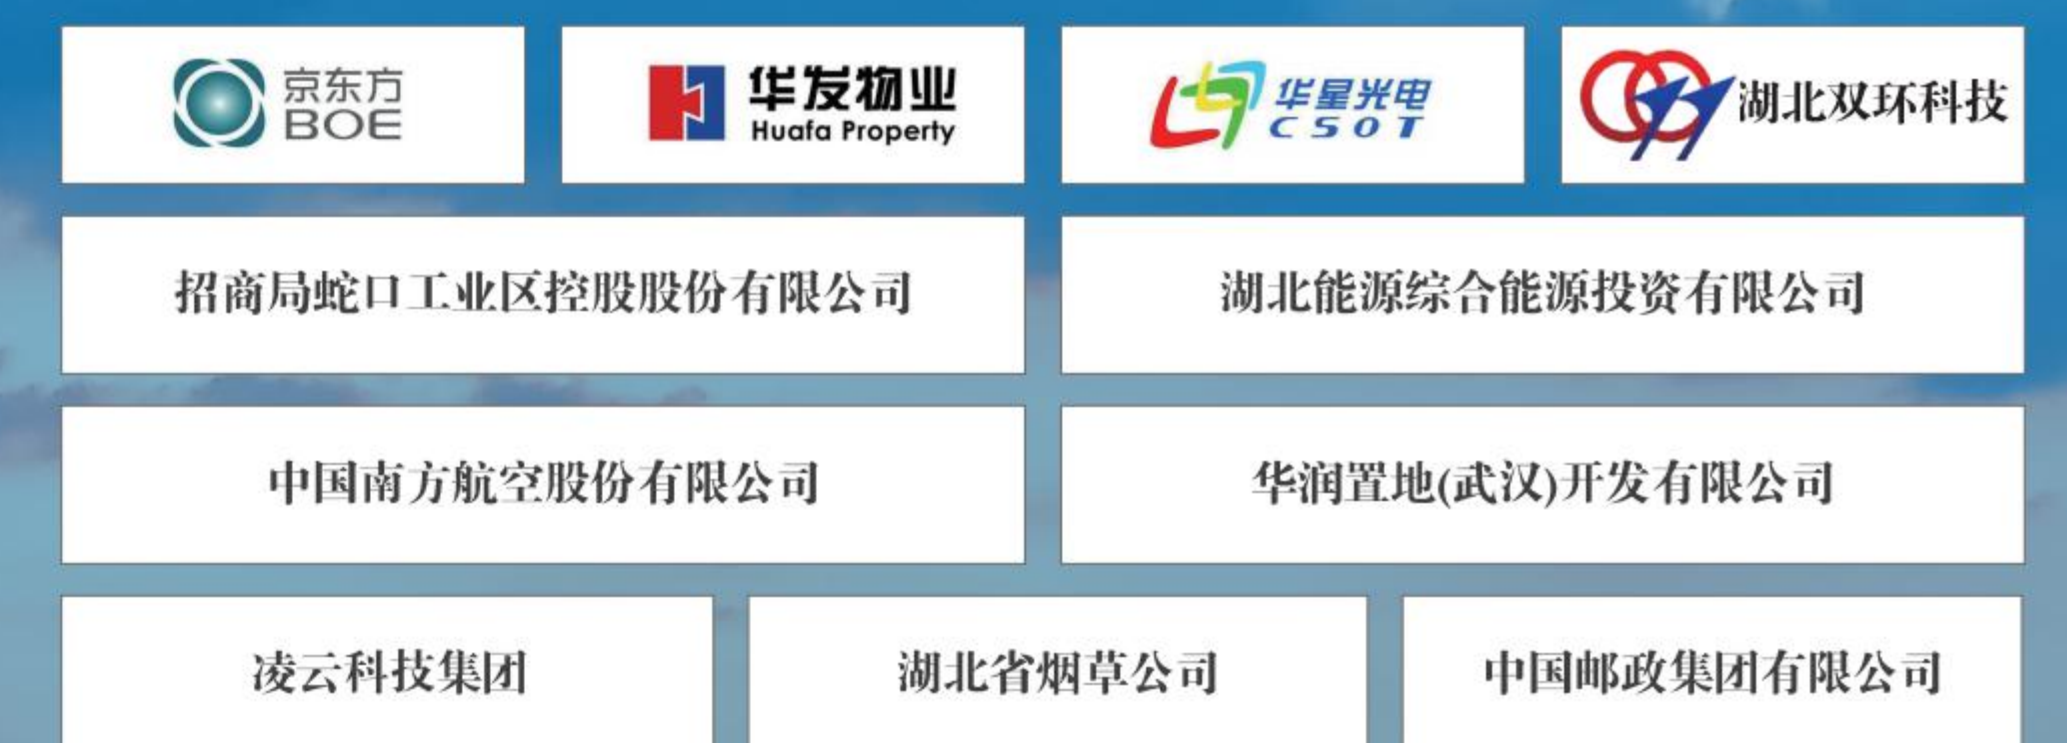 京东方
BOE
华发物业
Huafa Property
华星光电
CSOT
湖北双环科技
招商局蛇口工业区控股股份有限公司
湖北能源综合能源投资有限公司
中国南方航空股份有限公司
华润置地(武汉)开发有限公司
凌云科技集团
湖北省烟草公司
中国邮政集团有限公司